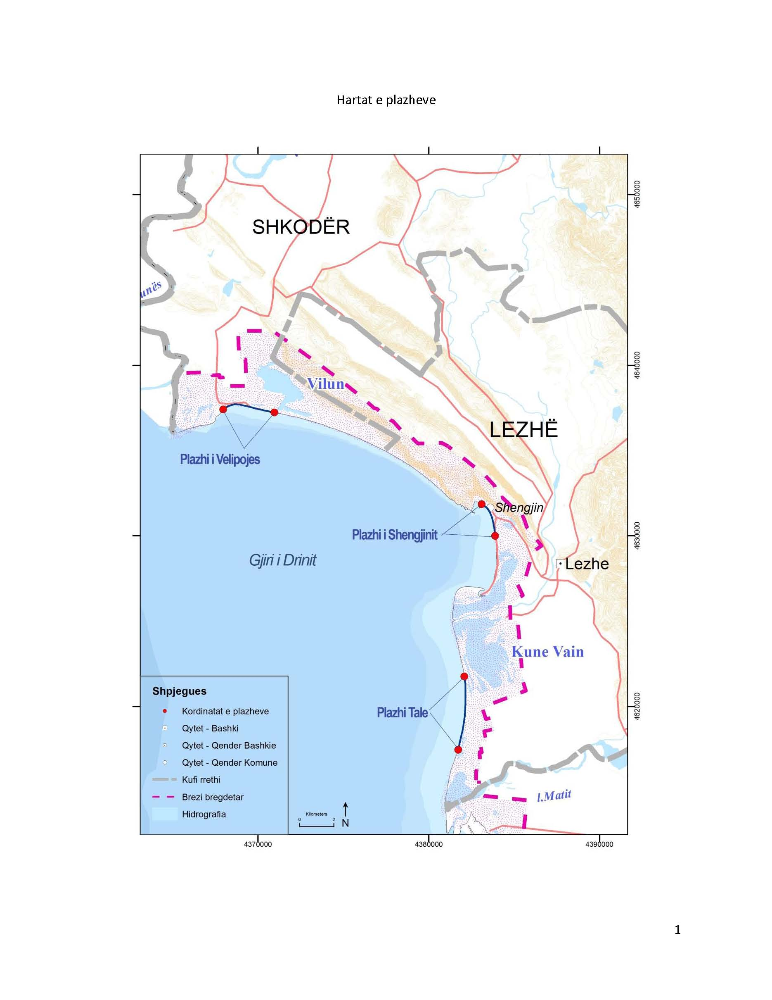 Hartat e plazheve
4650000
SHKODËR
unës
4640000
Vilun
LEZHË
Plazhi i Velipojes
Shengjin
Plazhi i Shengjinit
4630000
Gjiri i Drinit
Lezhe
Kune Vain
Shpjegues
4620000
Kordinatat e plazheve
Plazhi Tale
Qytet - Bashki
Qytet - Qender Bashkie
Qytet - Qender Komune
Kufi rrethi
Brezi bregdetar
l.Matit
Hidrografia
Kilometers
0 2
N
4370000 4380000 4390000
1